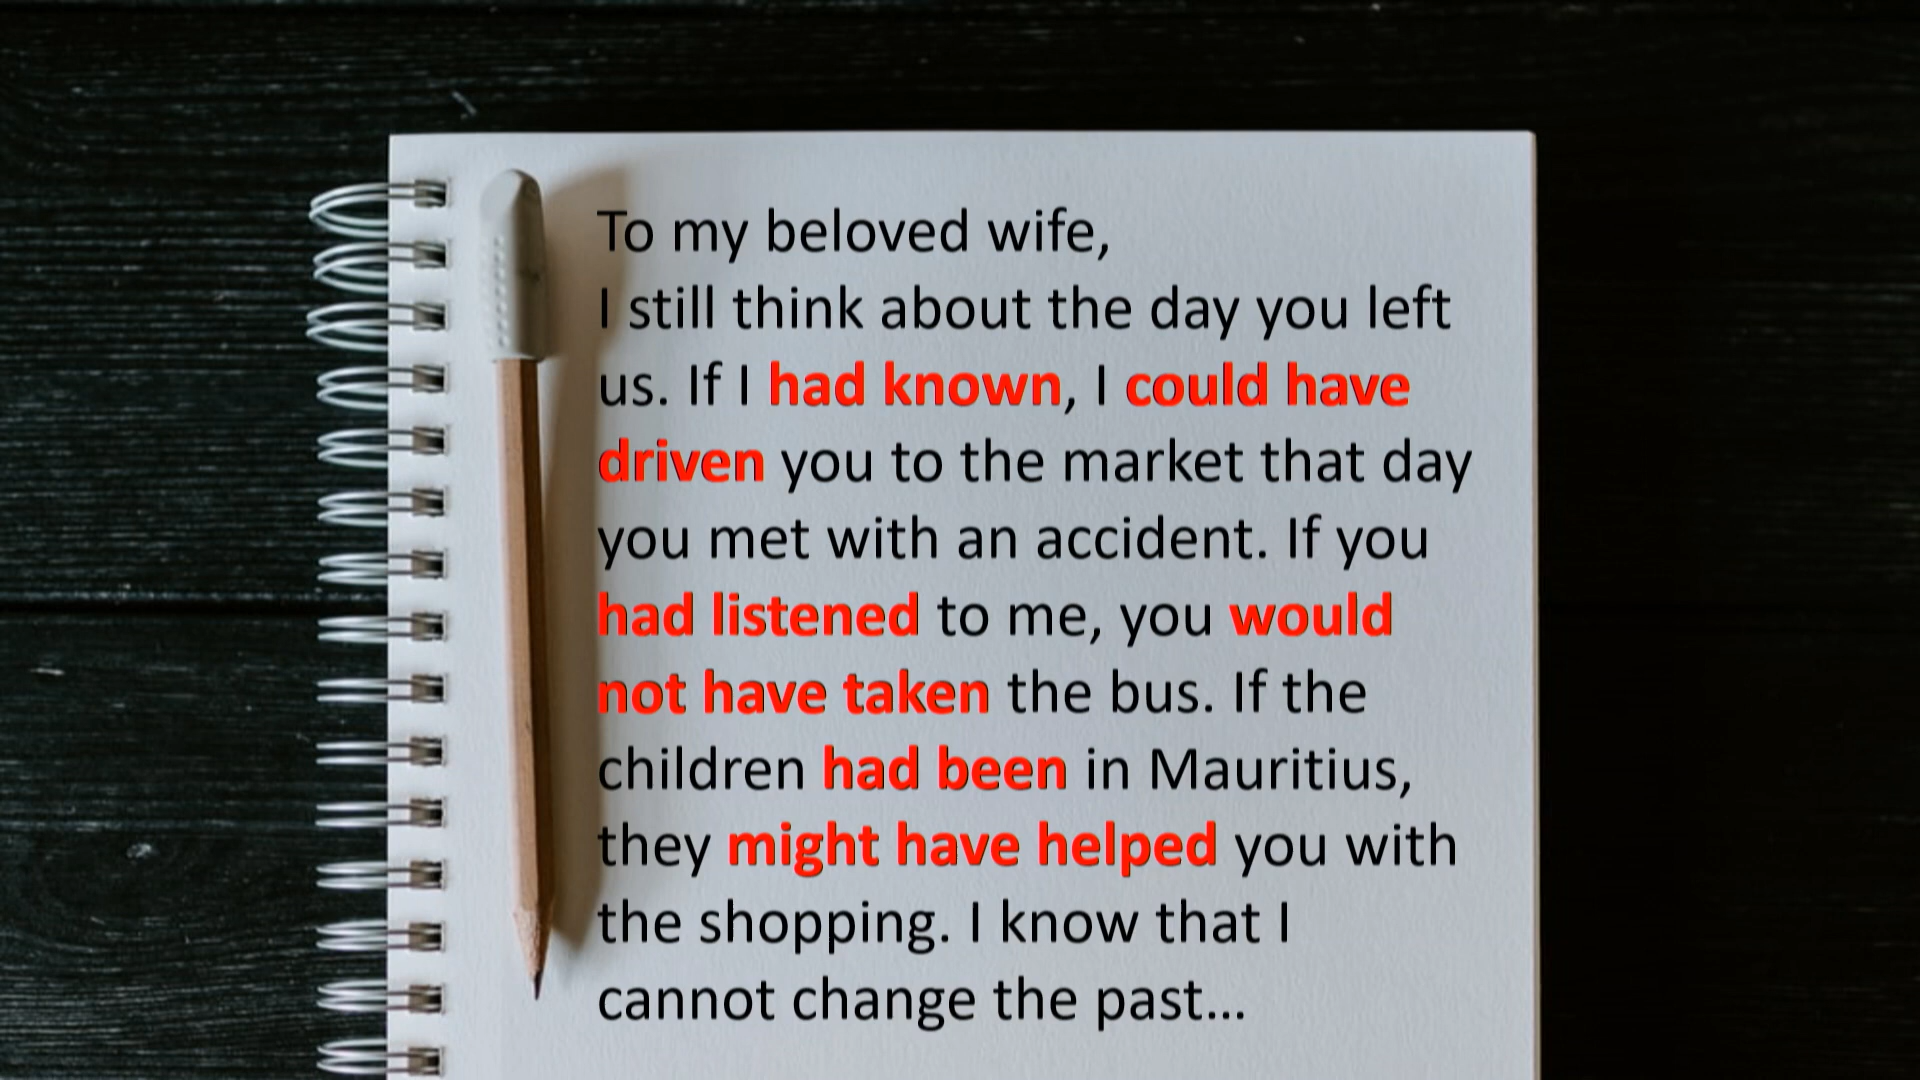 To my beloved wife,
I still think about the day you left
us. If I had known, I could have
driven you to the market that day
you met with an accident. If you
had listened to me, you would
not have taken the bus. If the
children had been in Mauritius,
they might have helped you with
the shopping. I know that I
cannot change the past...